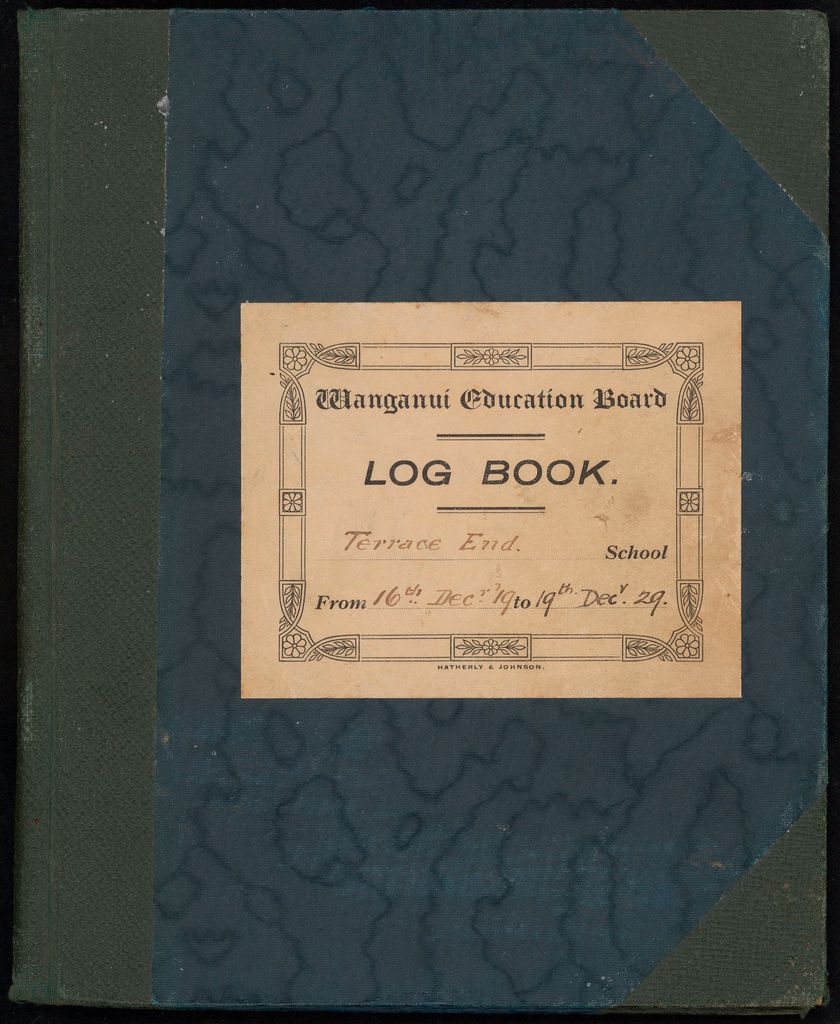 Wanganui Education Board
LOG BOOK.
Terrace End. School
From 16th Decr 19 to 19th. Decr. 29.
HATHERLY & JOHNSON.